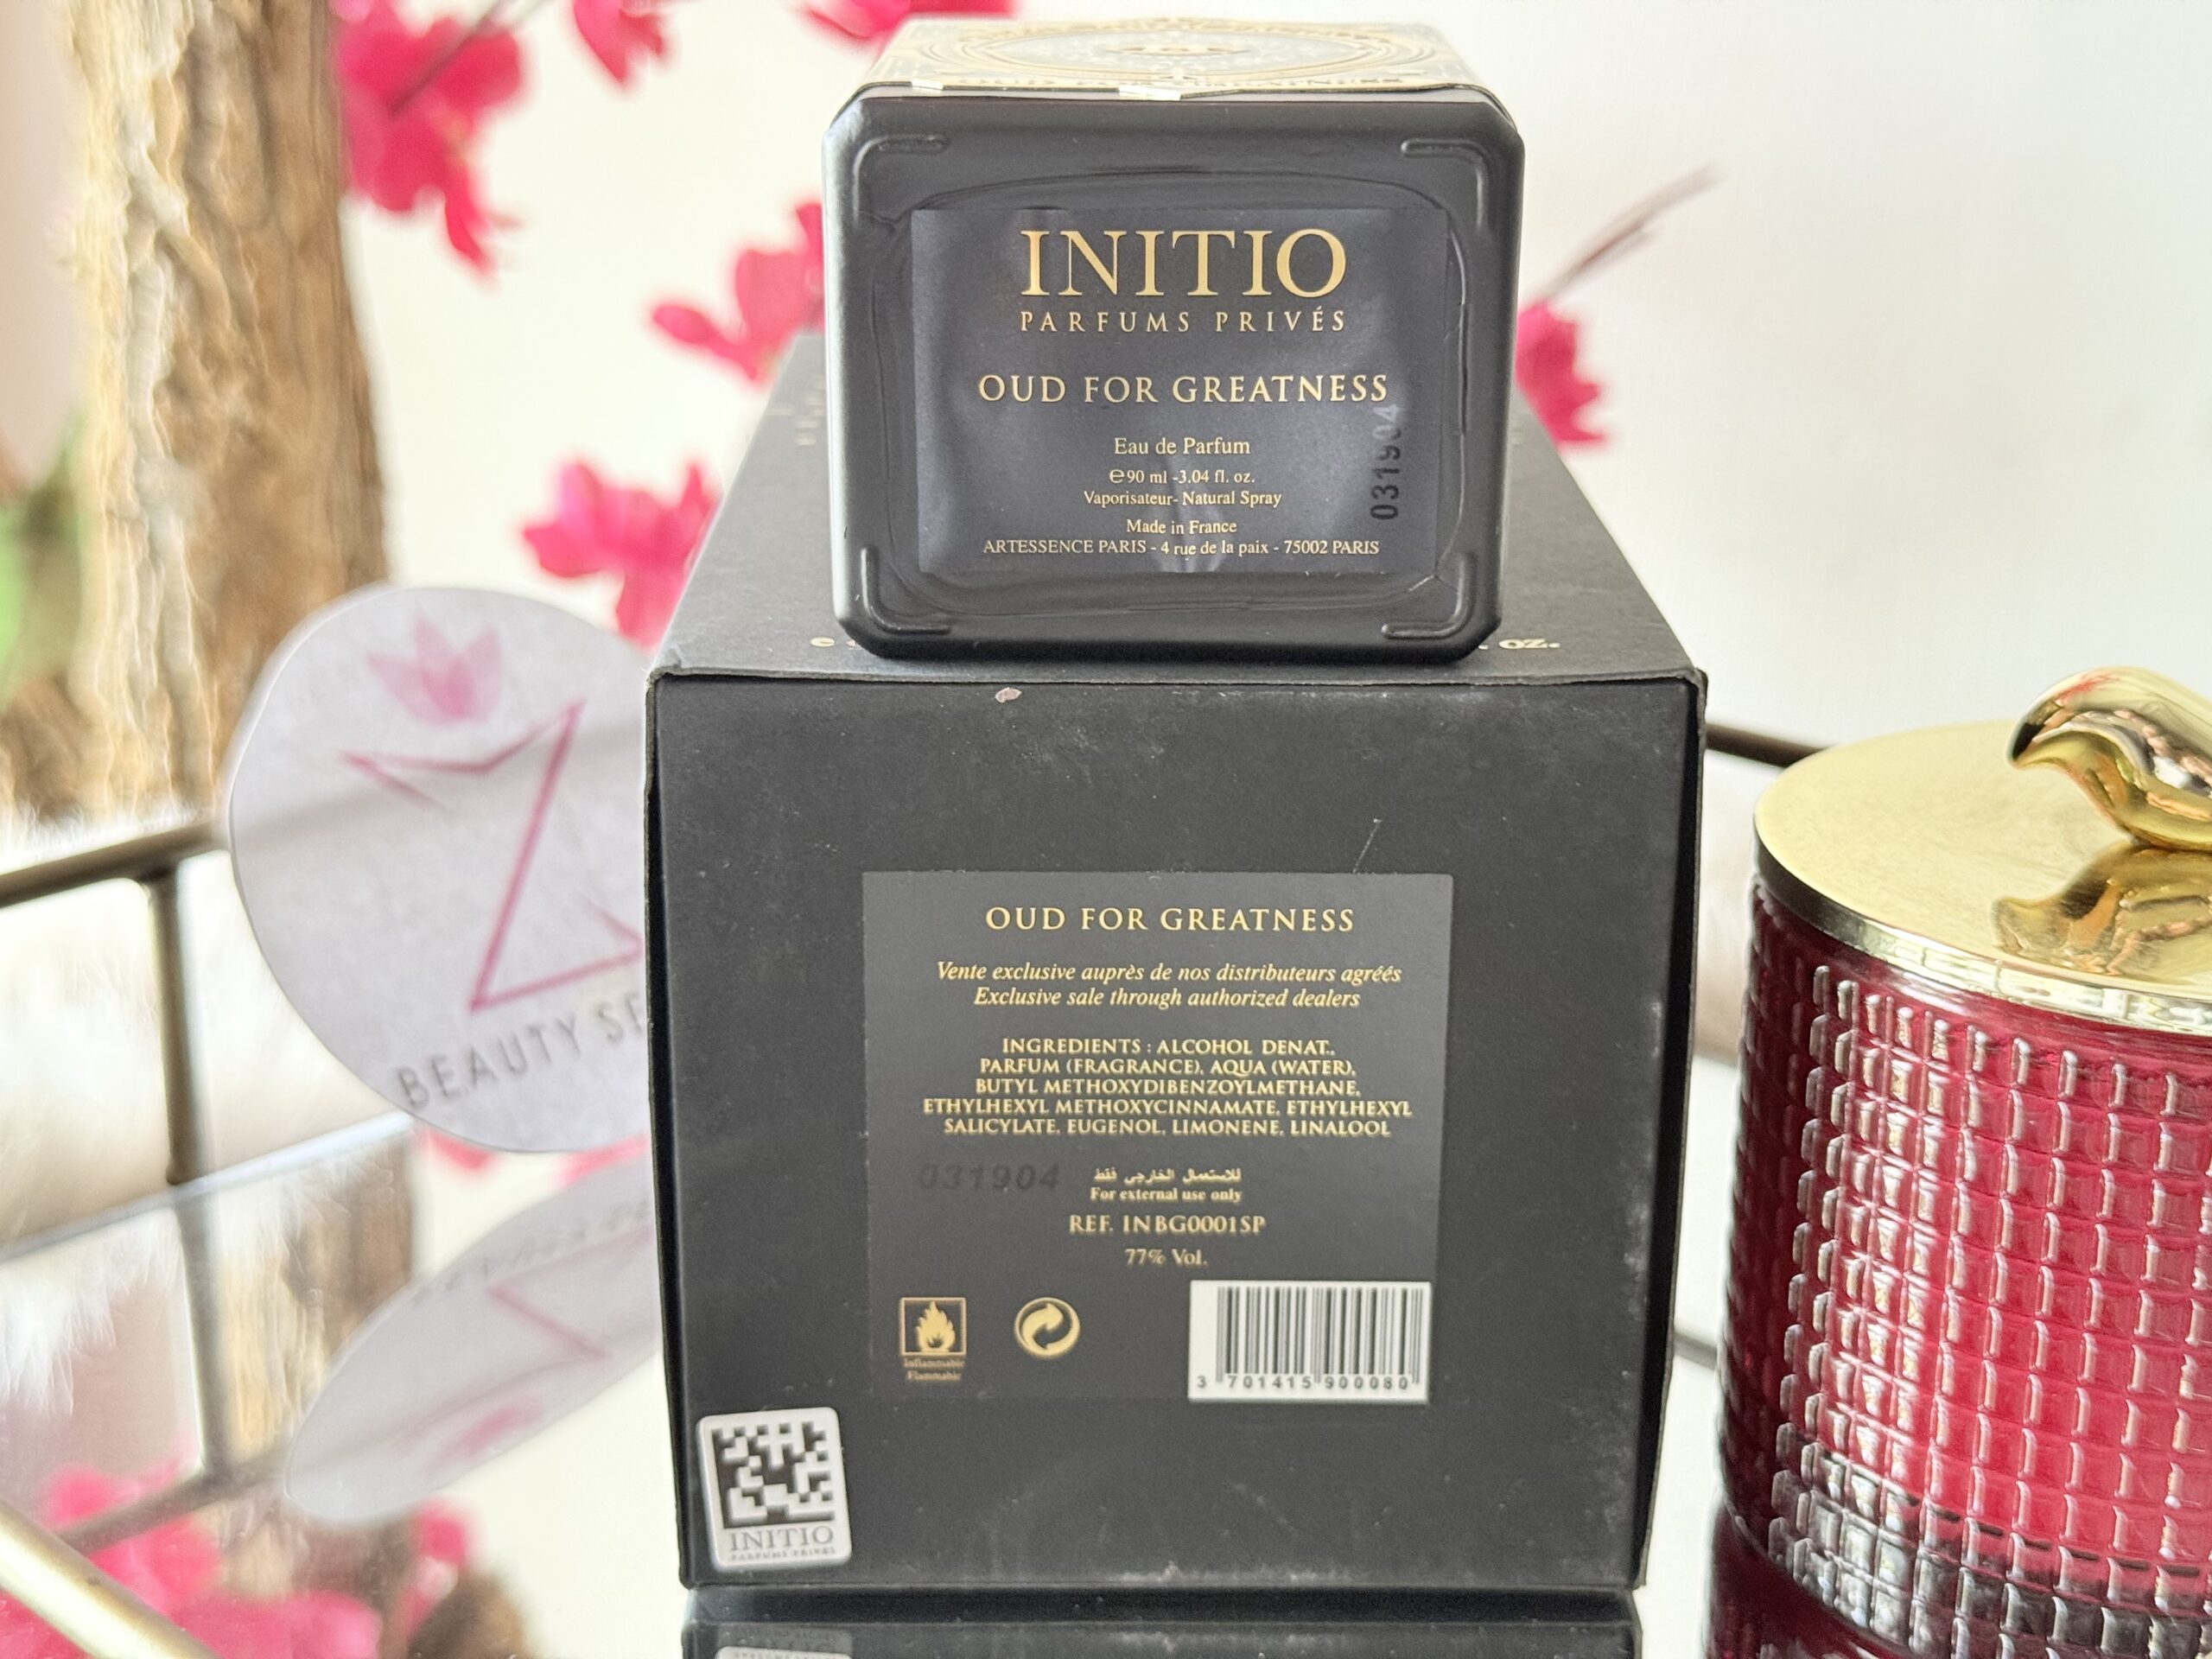 INITIO
PARFUMS PRIVÉS
OUD FOR GREATNESS
Eau de Parfum
℮ 90 ml -3.04 fl. oz.
Vaporisateur- Natural Spray
Made in France
ARTESSENCE PARIS - 4 rue de la paix - 75002 PARIS
031904
oz.
BEAUTY
OUD FOR GREATNESS
Vente exclusive auprès de nos distributeurs agréés
Exclusive sale through authorized dealers
INGREDIENTS : ALCOHOL DENAT.,
PARFUM (FRAGRANCE), AQUA (WATER),
BUTYL METHOXYDIBENZOYLMETHANE,
ETHYLHEXYL METHOXYCINNAMATE, ETHYLHEXYL
SALICYLATE, EUGENOL, LIMONENE, LINALOOL
031904
للاستعمال الخارجي فقط
For external use only
REF. INBG0001SP
77% Vol.
Inflammable
Flammable
3 701415 900080
INITIO
PARFUMS PRIVÉS